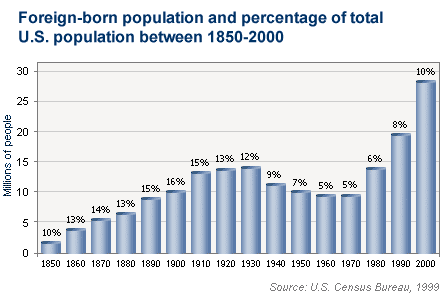 Foreign-born population and percentage of total
U.S. population between 1850-2000
Millions of people
30
25
20
15
10
5
0
10% 13% 14% 13% 15% 16% 15% 13% 12% 9% 7% 5% 5% 6% 8% 10%
1850 1860 1870 1880 1890 1900 1910 1920 1930 1940 1950 1960 1970 1980 1990 2000
Source: U.S. Census Bureau, 1999